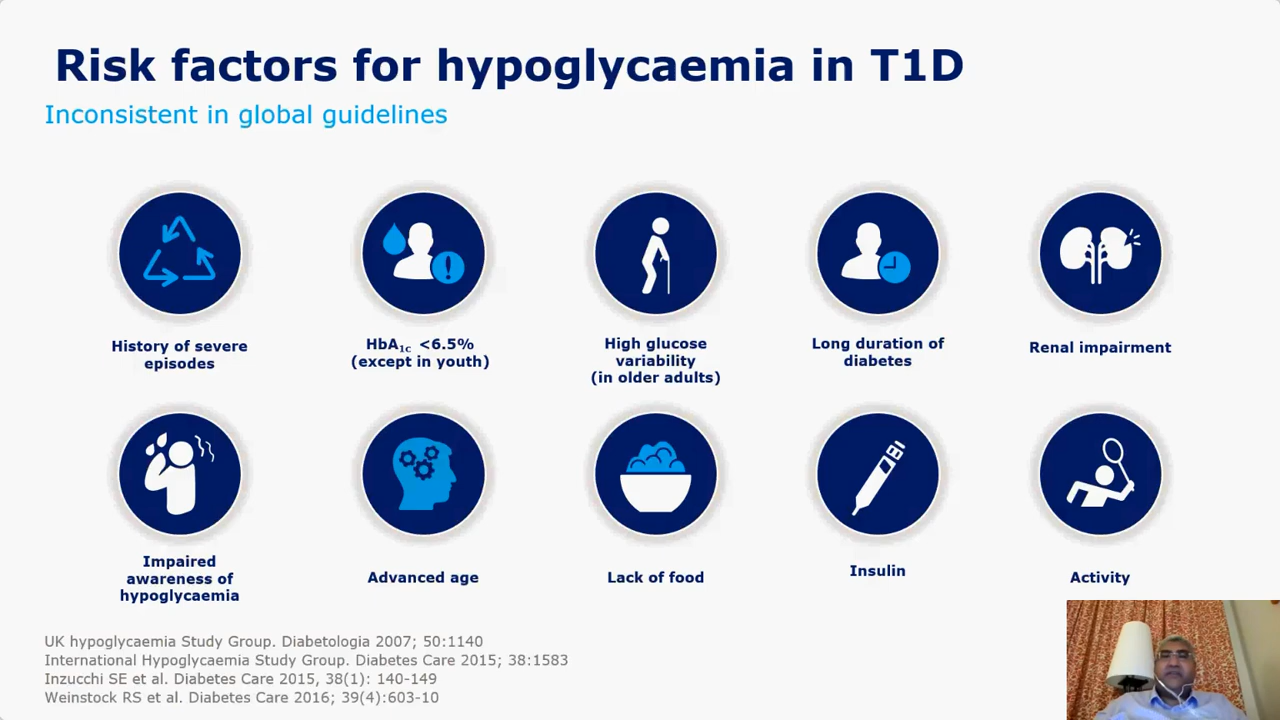 Risk factors for hypoglycaemia in T1D
Inconsistent in global guidelines
History of severe
episodes
HbA1c <6.5%
(except in youth)
High glucose
variability
(in older adults)
Long duration of
diabetes
Renal impairment
Impaired
awareness of
hypoglycaemia
Advanced age
Lack of food
Insulin
Activity
UK hypoglycaemia Study Group. Diabetologia 2007; 50:1140
International Hypoglycaemia Study Group. Diabetes Care 2015; 38:1583
Inzucchi SE et al. Diabetes Care 2015, 38(1): 140-149
Weinstock RS et al. Diabetes Care 2016; 39(4):603-10